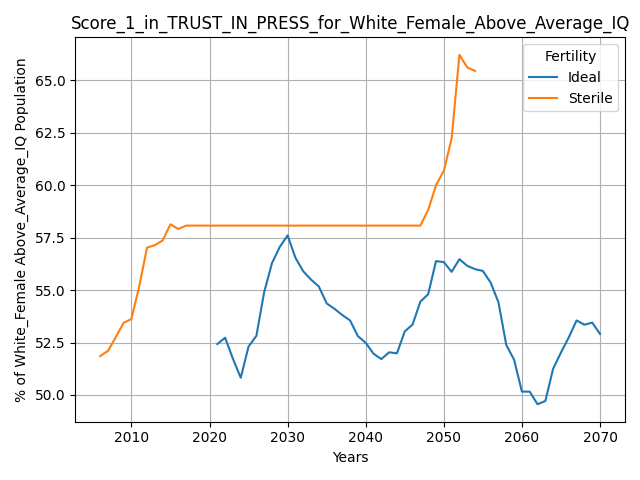 Score_1_in_TRUST_IN_PRESS_for_White_Female_Above_Average_IQ
% of White_Female Above_Average_IQ Population
65.0
62.5
60.0
57.5
55.0
52.5
50.0
Fertility
Ideal
Sterile
2010 2020 2030 2040 2050 2060 2070
Years